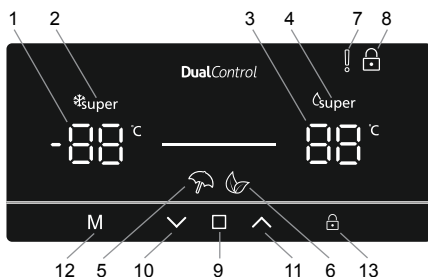 1 2 3 4 7 8
DualControl
super super
-88 °C 88 °C
M
12 5 10 9 11 6 13